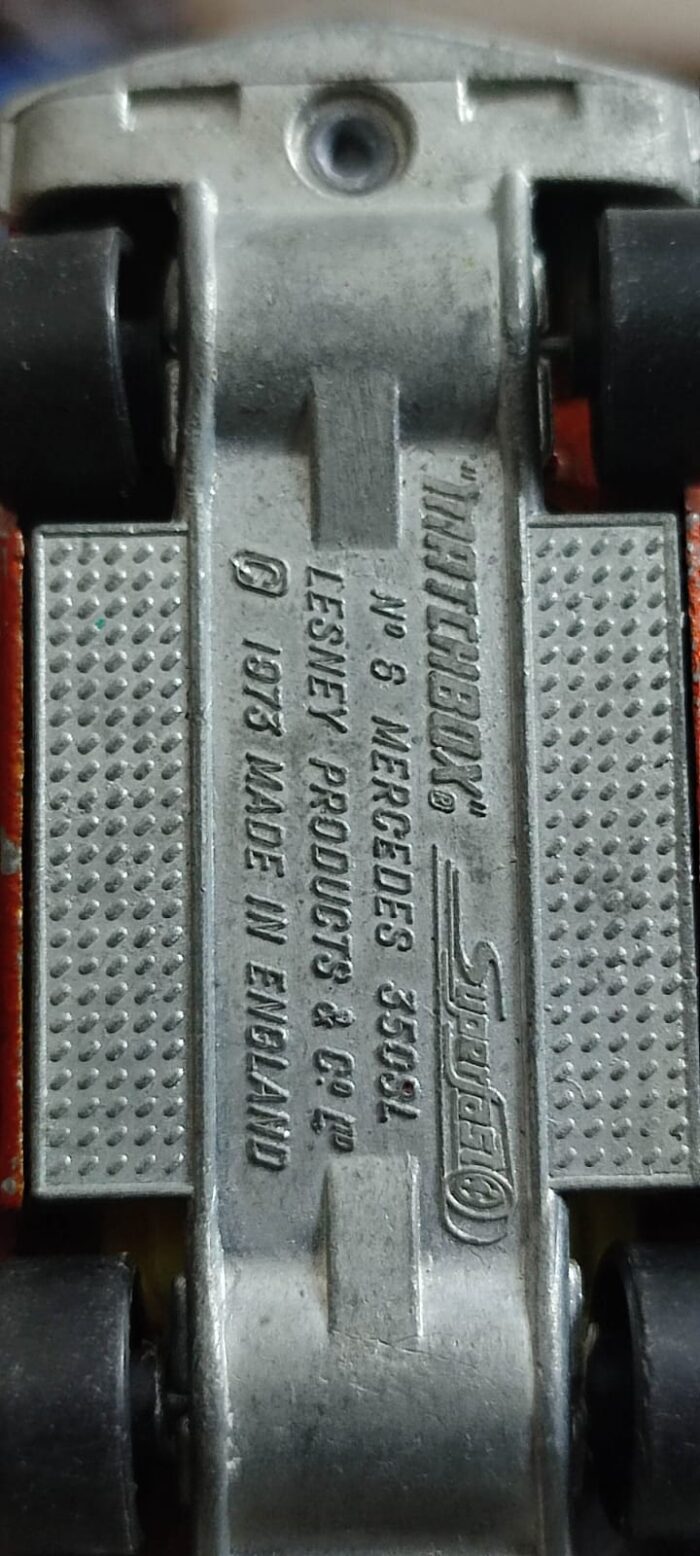 "MATCHBOX"® Superfast
Nº 6 MERCEDES 350SL
LESNEY PRODUCTS & Cº Lᵀᴰ
© 1973 MADE IN ENGLAND